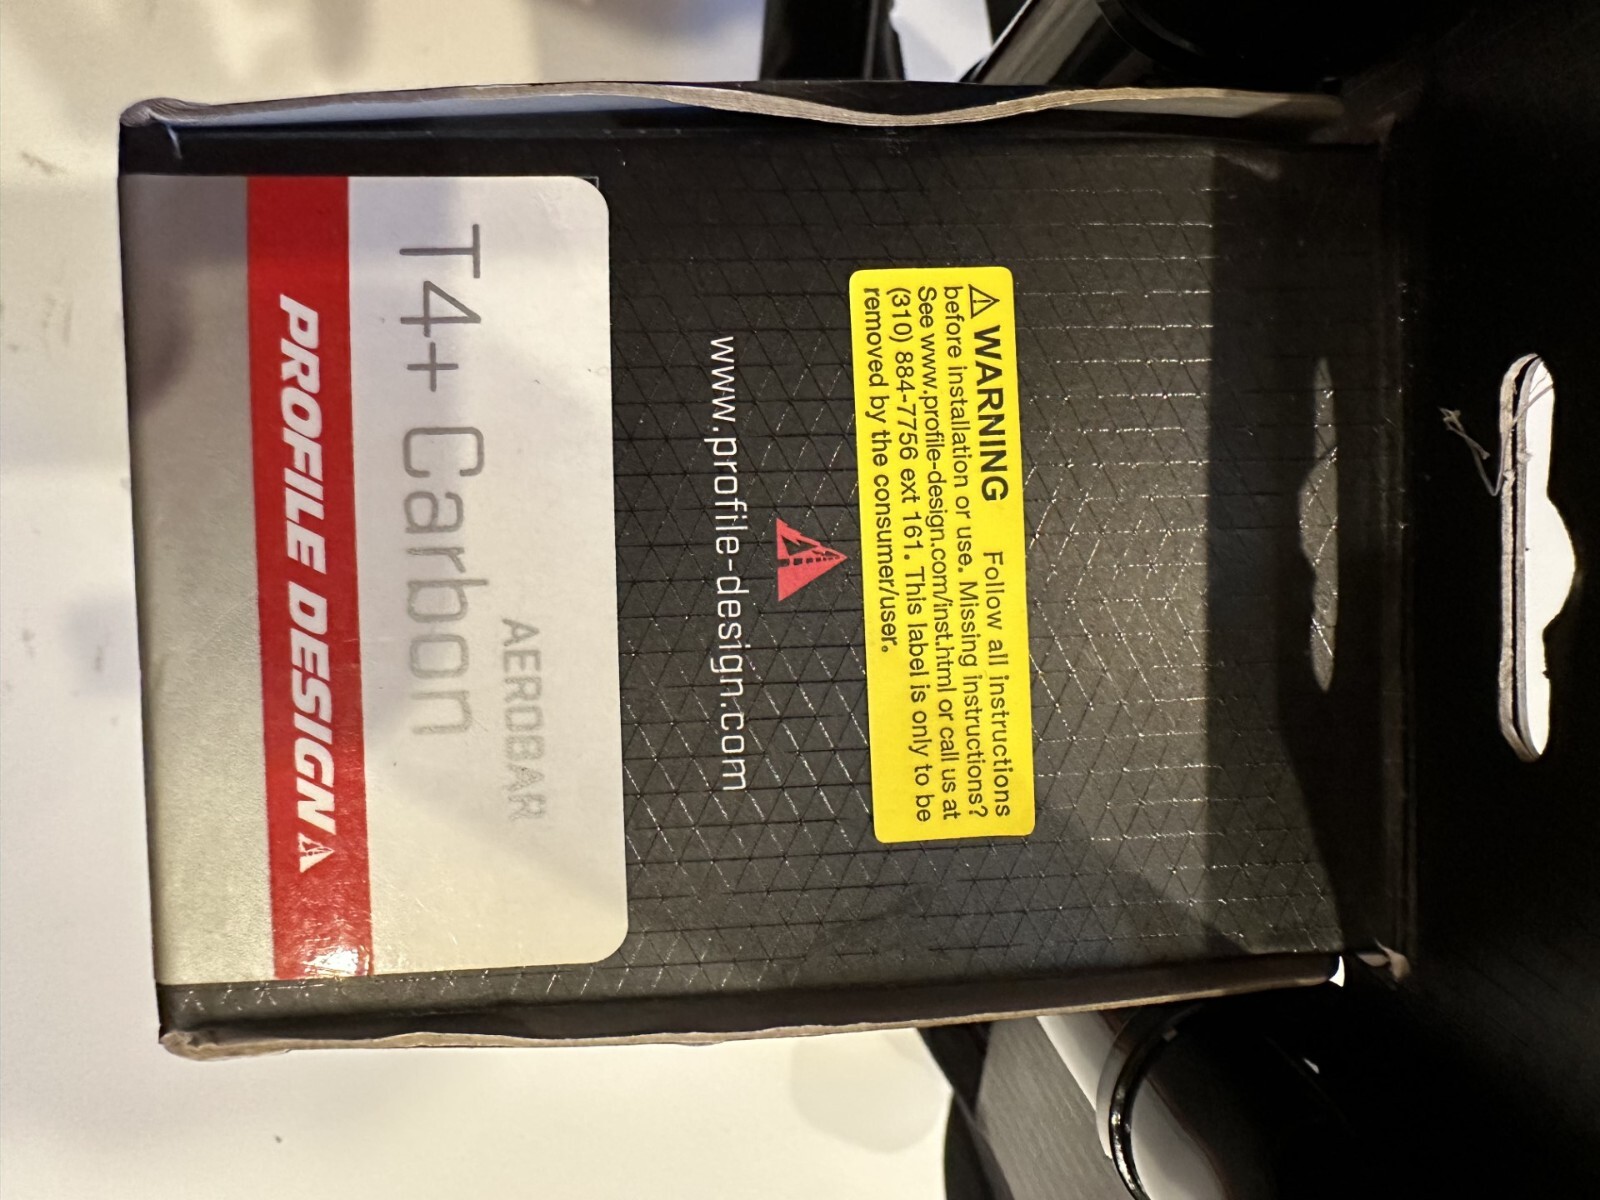 ⚠ WARNING Follow all instructions
before installation or use. Missing instructions?
See www.profile-design.com/inst.html or call us at
(310) 884-7756 ext 161. This label is only to be
removed by the consumer/user.
www.profile-design.com
AEROBAR
T4+ Carbon
PROFILE DESIGN